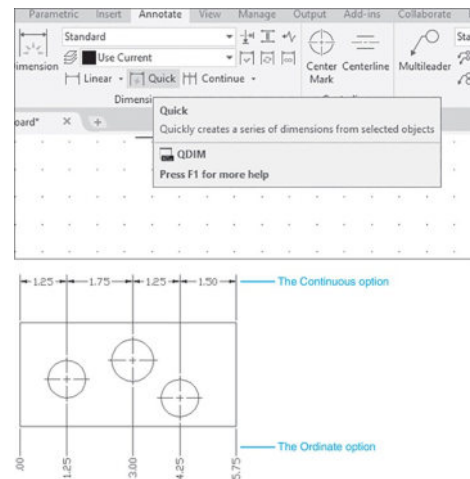 Parametric Insert Annotate View Manage Output Add-ins Collaborate
Standard
Use Current
Linear Quick Continue
Center Mark
Centerline
Multileader
Quick
Quickly creates a series of dimensions from selected objects
QDIM
Press F1 for more help
1.25 1.75 1.25 1.50 The Continuous option
The Ordinate option
.00 1.25 3.00 4.25 5.75